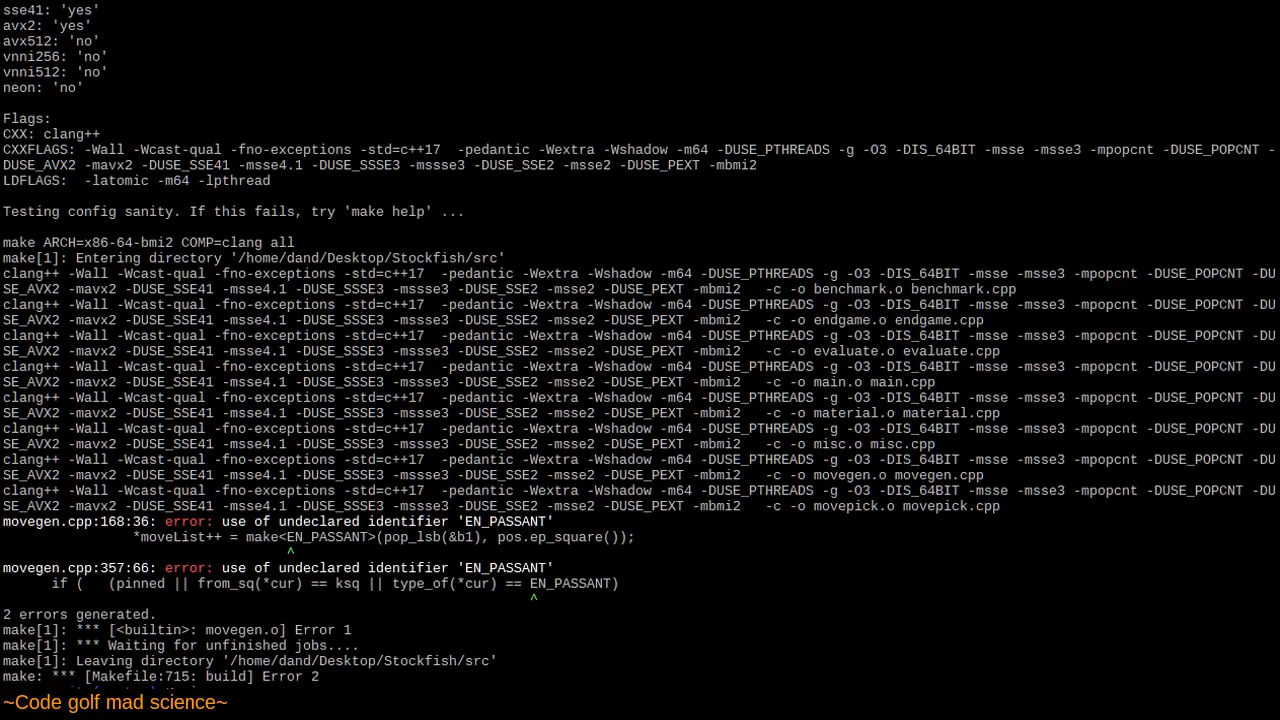 sse41: 'yes'
avx2: 'yes'
avx512: 'no'
vnni256: 'no'
vnni512: 'no'
neon: 'no'
Flags:
CXX: clang++
CXXFLAGS: -Wall -Wcast-qual -fno-exceptions -std=c++17  -pedantic -Wextra -Wshadow -m64 -DUSE_PTHREADS -g -O3 -DIS_64BIT -msse -msse3 -mpopcnt -DUSE_POPCNT -
DUSE_AVX2 -mavx2 -DUSE_SSE41 -msse4.1 -DUSE_SSSE3 -mssse3 -DUSE_SSE2 -msse2 -DUSE_PEXT -mbmi2
LDFLAGS:  -latomic -m64 -lpthread
Testing config sanity. If this fails, try 'make help' ...
make ARCH=x86-64-bmi2 COMP=clang all
make[1]: Entering directory '/home/dand/Desktop/Stockfish/src'
clang++ -Wall -Wcast-qual -fno-exceptions -std=c++17  -pedantic -Wextra -Wshadow -m64 -DUSE_PTHREADS -g -O3 -DIS_64BIT -msse -msse3 -mpopcnt -DUSE_POPCNT -DU
SE_AVX2 -mavx2 -DUSE_SSE41 -msse4.1 -DUSE_SSSE3 -mssse3 -DUSE_SSE2 -msse2 -DUSE_PEXT -mbmi2   -c -o benchmark.o benchmark.cpp
clang++ -Wall -Wcast-qual -fno-exceptions -std=c++17  -pedantic -Wextra -Wshadow -m64 -DUSE_PTHREADS -g -O3 -DIS_64BIT -msse -msse3 -mpopcnt -DUSE_POPCNT -DU
SE_AVX2 -mavx2 -DUSE_SSE41 -msse4.1 -DUSE_SSSE3 -mssse3 -DUSE_SSE2 -msse2 -DUSE_PEXT -mbmi2   -c -o endgame.o endgame.cpp
clang++ -Wall -Wcast-qual -fno-exceptions -std=c++17  -pedantic -Wextra -Wshadow -m64 -DUSE_PTHREADS -g -O3 -DIS_64BIT -msse -msse3 -mpopcnt -DUSE_POPCNT -DU
SE_AVX2 -mavx2 -DUSE_SSE41 -msse4.1 -DUSE_SSSE3 -mssse3 -DUSE_SSE2 -msse2 -DUSE_PEXT -mbmi2   -c -o evaluate.o evaluate.cpp
clang++ -Wall -Wcast-qual -fno-exceptions -std=c++17  -pedantic -Wextra -Wshadow -m64 -DUSE_PTHREADS -g -O3 -DIS_64BIT -msse -msse3 -mpopcnt -DUSE_POPCNT -DU
SE_AVX2 -mavx2 -DUSE_SSE41 -msse4.1 -DUSE_SSSE3 -mssse3 -DUSE_SSE2 -msse2 -DUSE_PEXT -mbmi2   -c -o main.o main.cpp
clang++ -Wall -Wcast-qual -fno-exceptions -std=c++17  -pedantic -Wextra -Wshadow -m64 -DUSE_PTHREADS -g -O3 -DIS_64BIT -msse -msse3 -mpopcnt -DUSE_POPCNT -DU
SE_AVX2 -mavx2 -DUSE_SSE41 -msse4.1 -DUSE_SSSE3 -mssse3 -DUSE_SSE2 -msse2 -DUSE_PEXT -mbmi2   -c -o material.o material.cpp
clang++ -Wall -Wcast-qual -fno-exceptions -std=c++17  -pedantic -Wextra -Wshadow -m64 -DUSE_PTHREADS -g -O3 -DIS_64BIT -msse -msse3 -mpopcnt -DUSE_POPCNT -DU
SE_AVX2 -mavx2 -DUSE_SSE41 -msse4.1 -DUSE_SSSE3 -mssse3 -DUSE_SSE2 -msse2 -DUSE_PEXT -mbmi2   -c -o misc.o misc.cpp
clang++ -Wall -Wcast-qual -fno-exceptions -std=c++17  -pedantic -Wextra -Wshadow -m64 -DUSE_PTHREADS -g -O3 -DIS_64BIT -msse -msse3 -mpopcnt -DUSE_POPCNT -DU
SE_AVX2 -mavx2 -DUSE_SSE41 -msse4.1 -DUSE_SSSE3 -mssse3 -DUSE_SSE2 -msse2 -DUSE_PEXT -mbmi2   -c -o movegen.o movegen.cpp
clang++ -Wall -Wcast-qual -fno-exceptions -std=c++17  -pedantic -Wextra -Wshadow -m64 -DUSE_PTHREADS -g -O3 -DIS_64BIT -msse -msse3 -mpopcnt -DUSE_POPCNT -DU
SE_AVX2 -mavx2 -DUSE_SSE41 -msse4.1 -DUSE_SSSE3 -mssse3 -DUSE_SSE2 -msse2 -DUSE_PEXT -mbmi2   -c -o movepick.o movepick.cpp
movegen.cpp:168:36: error: use of undeclared identifier 'EN_PASSANT'
                *moveList++ = make<EN_PASSANT>(pop_lsb(&b1), pos.ep_square());
                                   ^
movegen.cpp:357:66: error: use of undeclared identifier 'EN_PASSANT'
      if (   (pinned || from_sq(*cur) == ksq || type_of(*cur) == EN_PASSANT)
                                                                 ^
2 errors generated.
make[1]: *** [<builtin>: movegen.o] Error 1
make[1]: *** Waiting for unfinished jobs....
make[1]: Leaving directory '/home/dand/Desktop/Stockfish/src'
make: *** [Makefile:715: build] Error 2
~Code golf mad science~